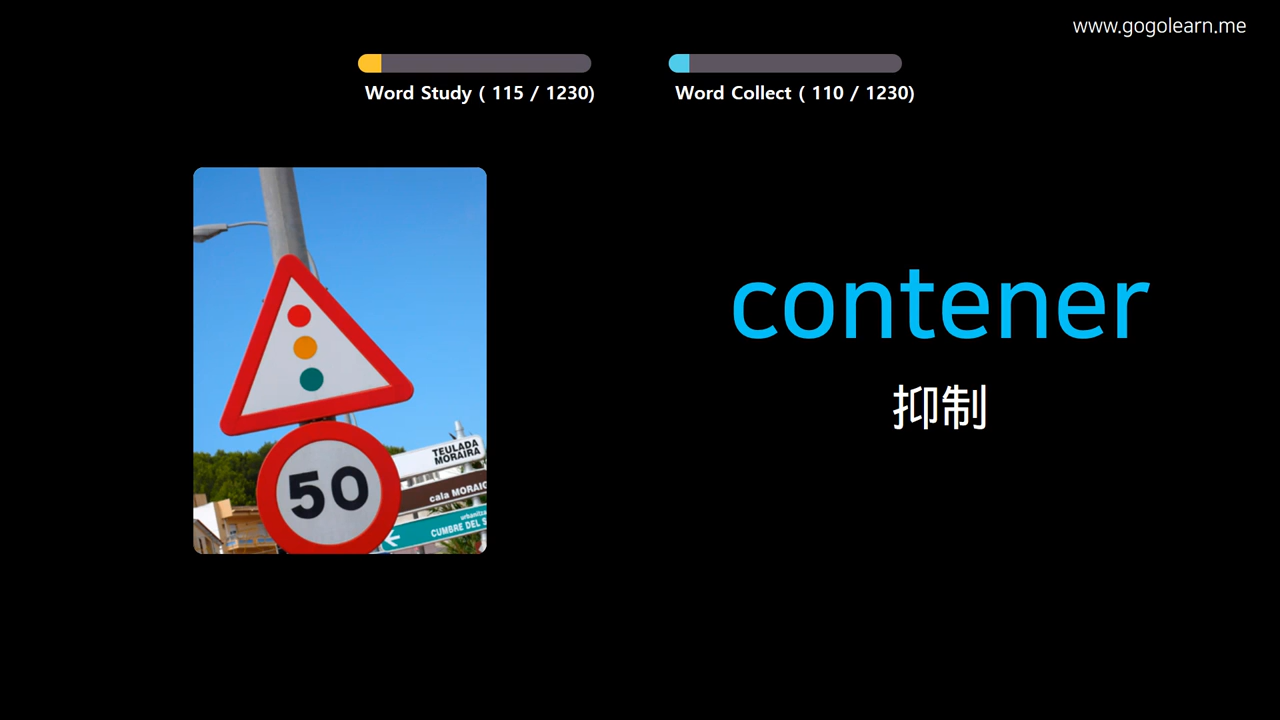 www.gogolearn.me
Word Study ( 115 / 1230)
Word Collect ( 110 / 1230)
contener
抑制
50
TEULADA
MORAIRA
cala
CUMBRE DEL